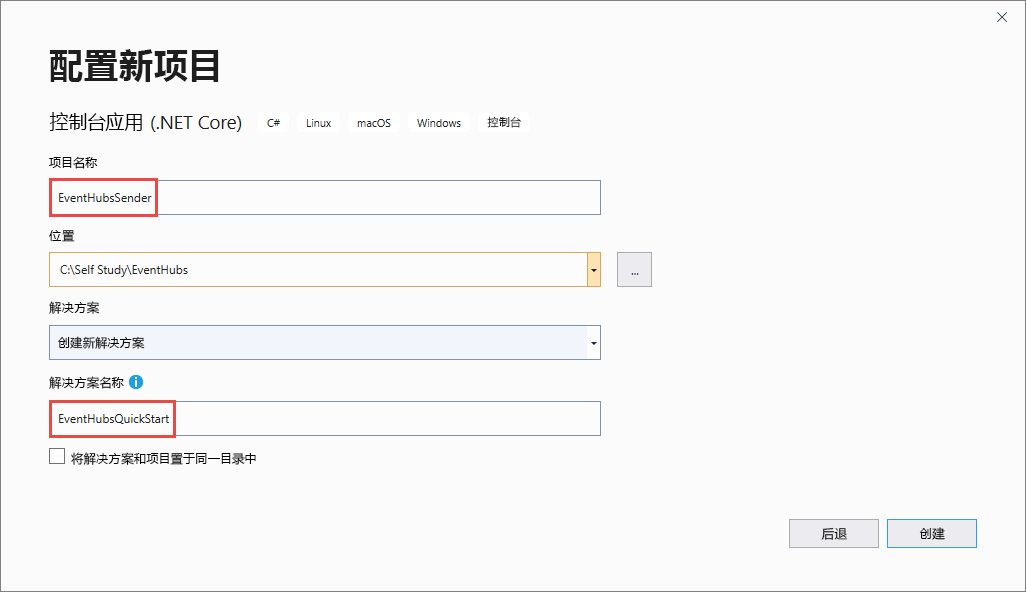 配置新项目
控制台应用 (.NET Core) C# Linux macOS Windows 控制台
项目名称
EventHubsSender
位置
C:\Self Study\EventHubs
...
解决方案
创建新解决方案
解决方案名称
EventHubsQuickStart
将解决方案和项目置于同一目录中
后退 创建